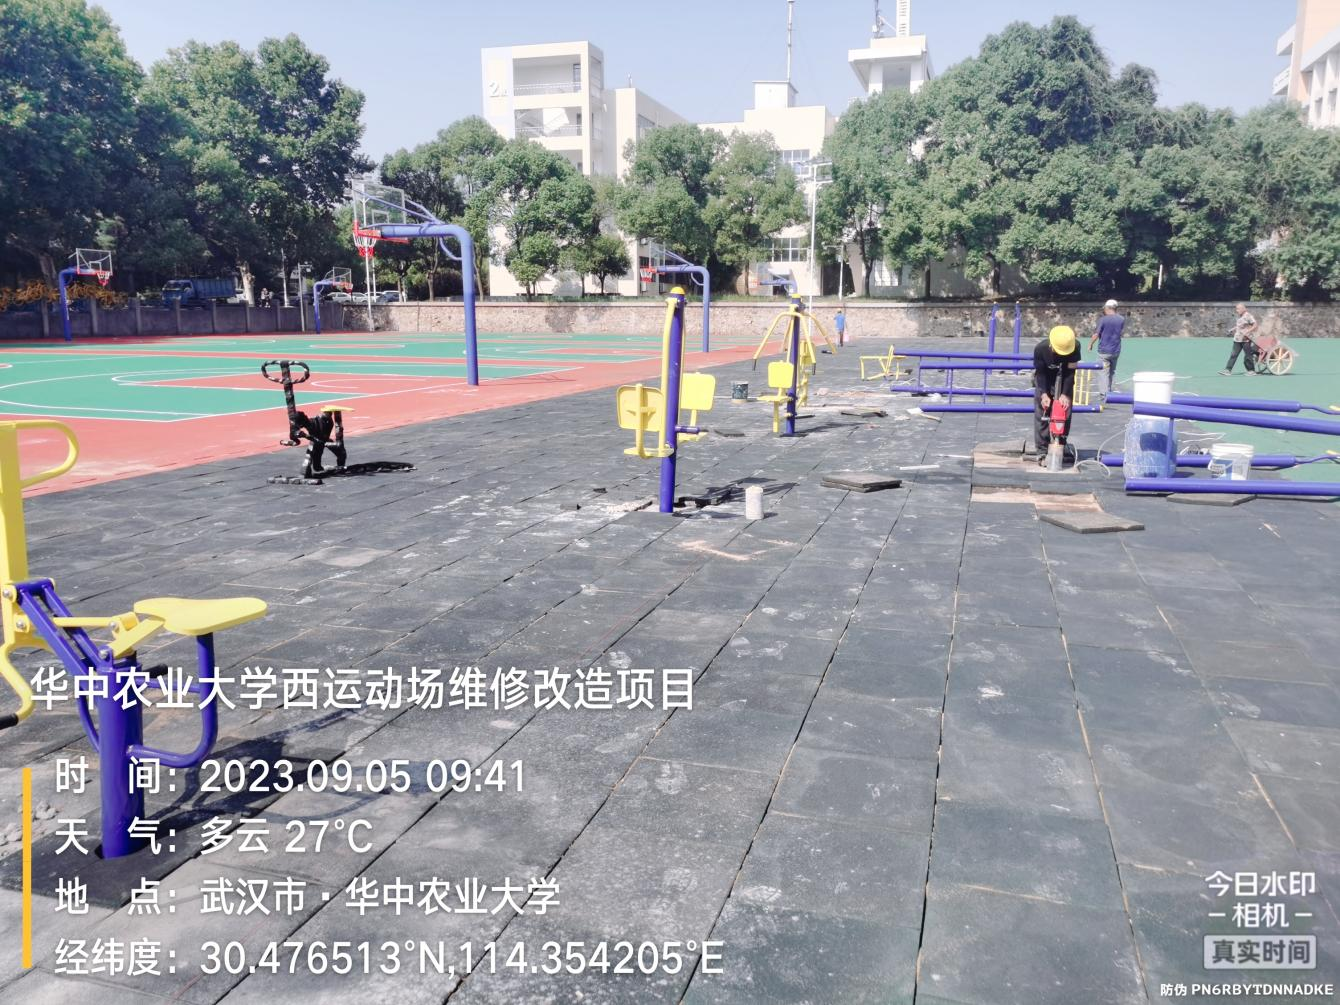 2
华中农业大学西运动场维修改造项目
时 间：2023.09.05 09:41
天 气：多云 27℃
地 点：武汉市·华中农业大学
经纬度：30.476513°N,114.354205°E
今日水印
-相机-
真实时间
防伪 PN6RBYTDNNADKE